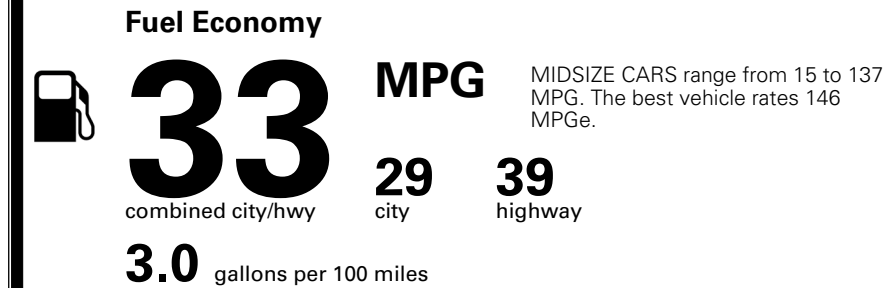 Fuel Economy
33 MPG
MIDSIZE CARS range from 15 to 137
MPG. The best vehicle rates 146
MPGe.
29 39
combined city/hwy city highway
3.0 gallons per 100 miles